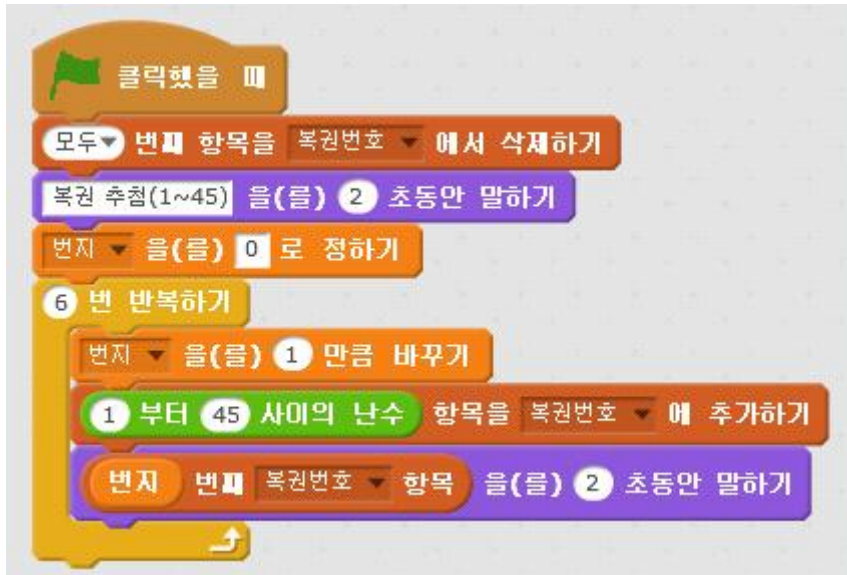 클릭했을 때
모두 번째 항목을 복권번호 에서 삭제하기
복권 추첨(1~45) 을(를) 2 초동안 말하기
번지 을(를) 0 로 정하기
6 번 반복하기
번지 을(를) 1 만큼 바꾸기
1 부터 45 사이의 난수 항목을 복권번호 에 추가하기
번지 번째 복권번호 항목 을(를) 2 초동안 말하기